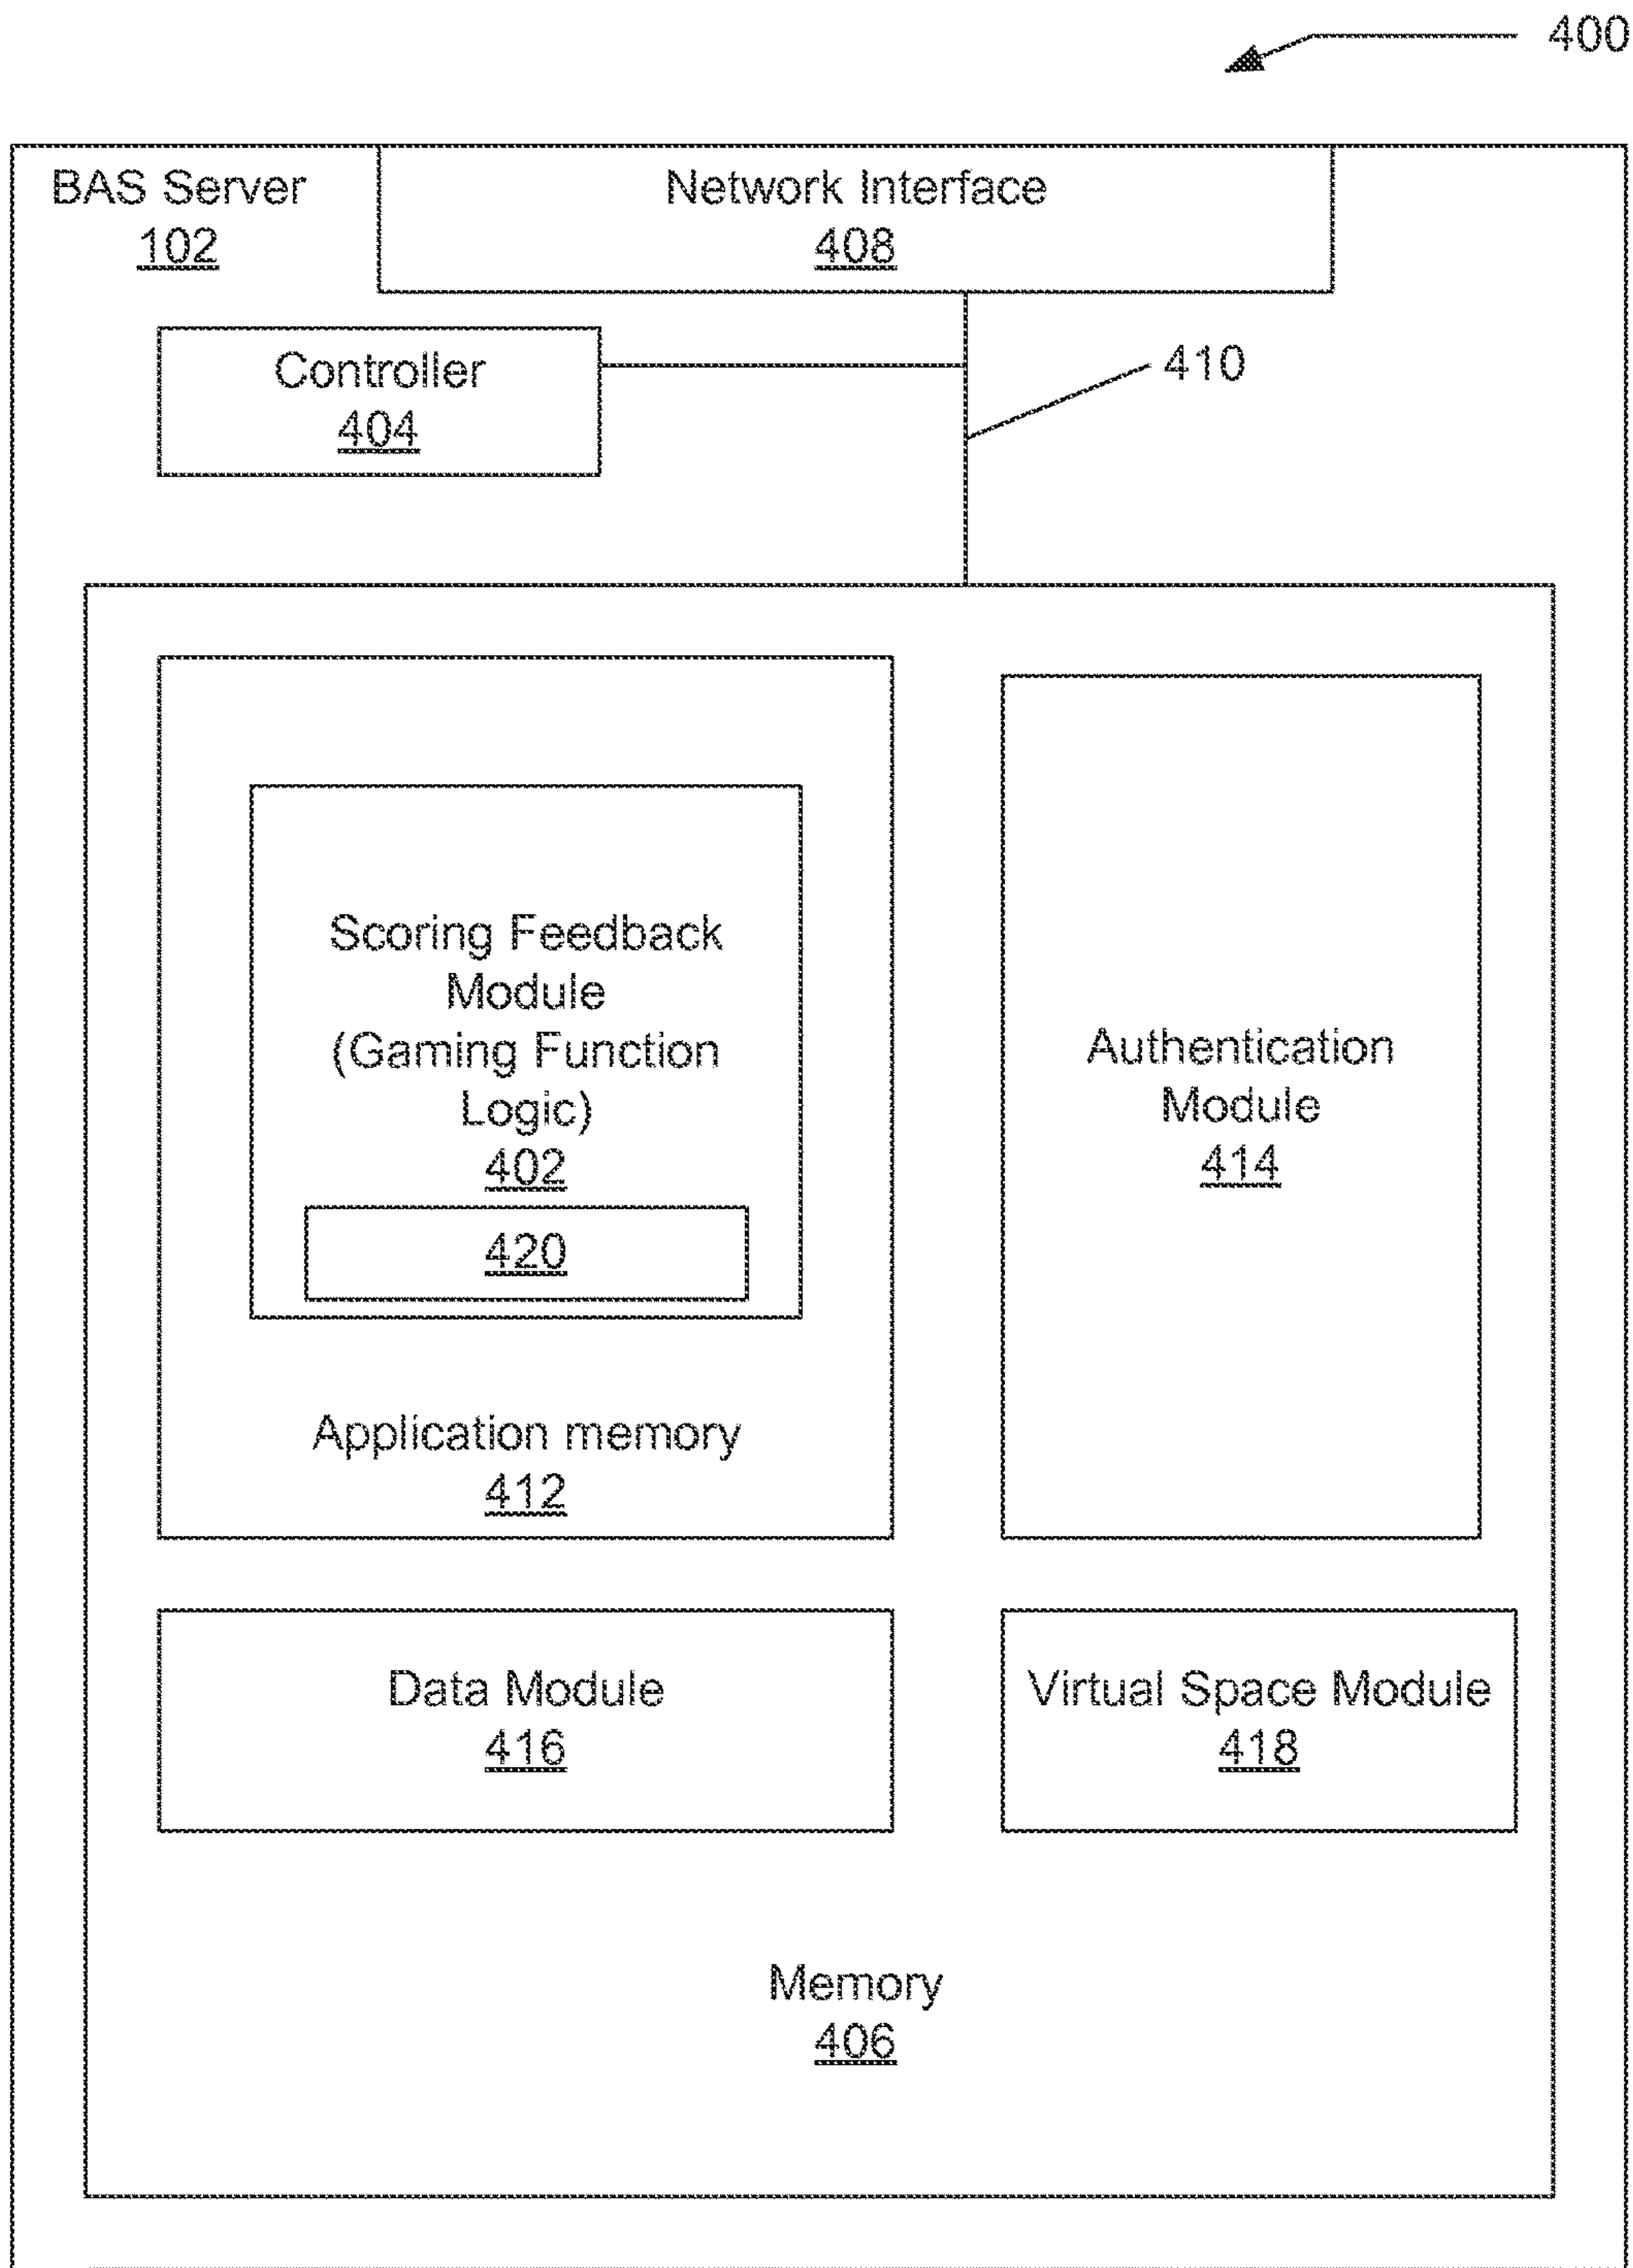 400
BAS Server
102
Network Interface
408
Controller
404
410
Scoring Feedback
Module
(Gaming Function
Logic)
402
420
Application memory
412
Authentication
Module
414
Data Module
416
Virtual Space Module
418
Memory
406